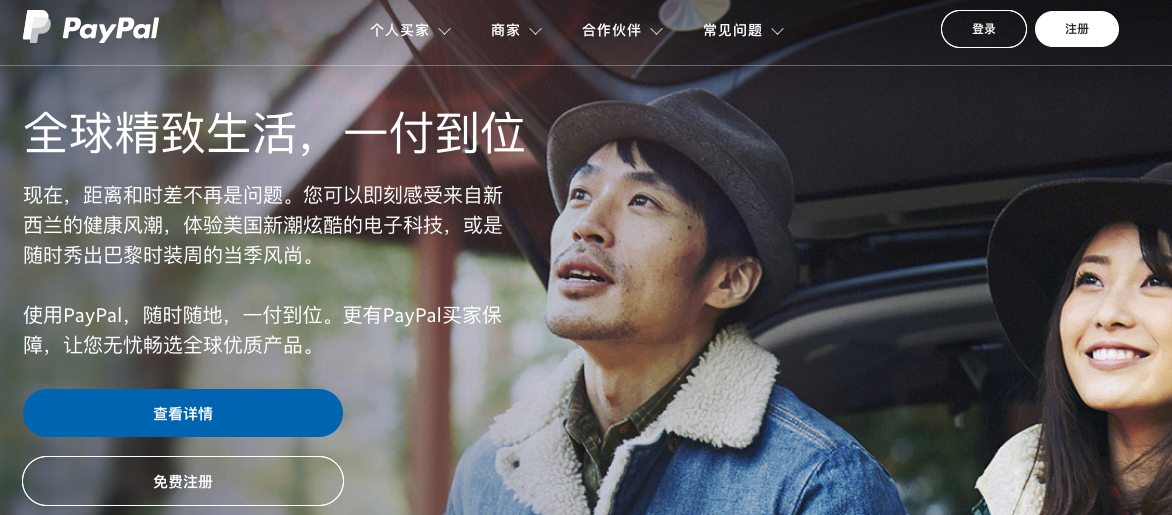 PayPal
个人买家
商家
合作伙伴
常见问题
登录
注册
全球精致生活，一付到位
现在，距离和时差不再是问题。您可以即刻感受来自新
西兰的健康风潮，体验美国新潮炫酷的电子科技，或是
随时秀出巴黎时装周的当季风尚。
使用PayPal，随时随地，一付到位。更有PayPal买家保
障，让您无忧畅选全球优质产品。
查看详情
免费注册